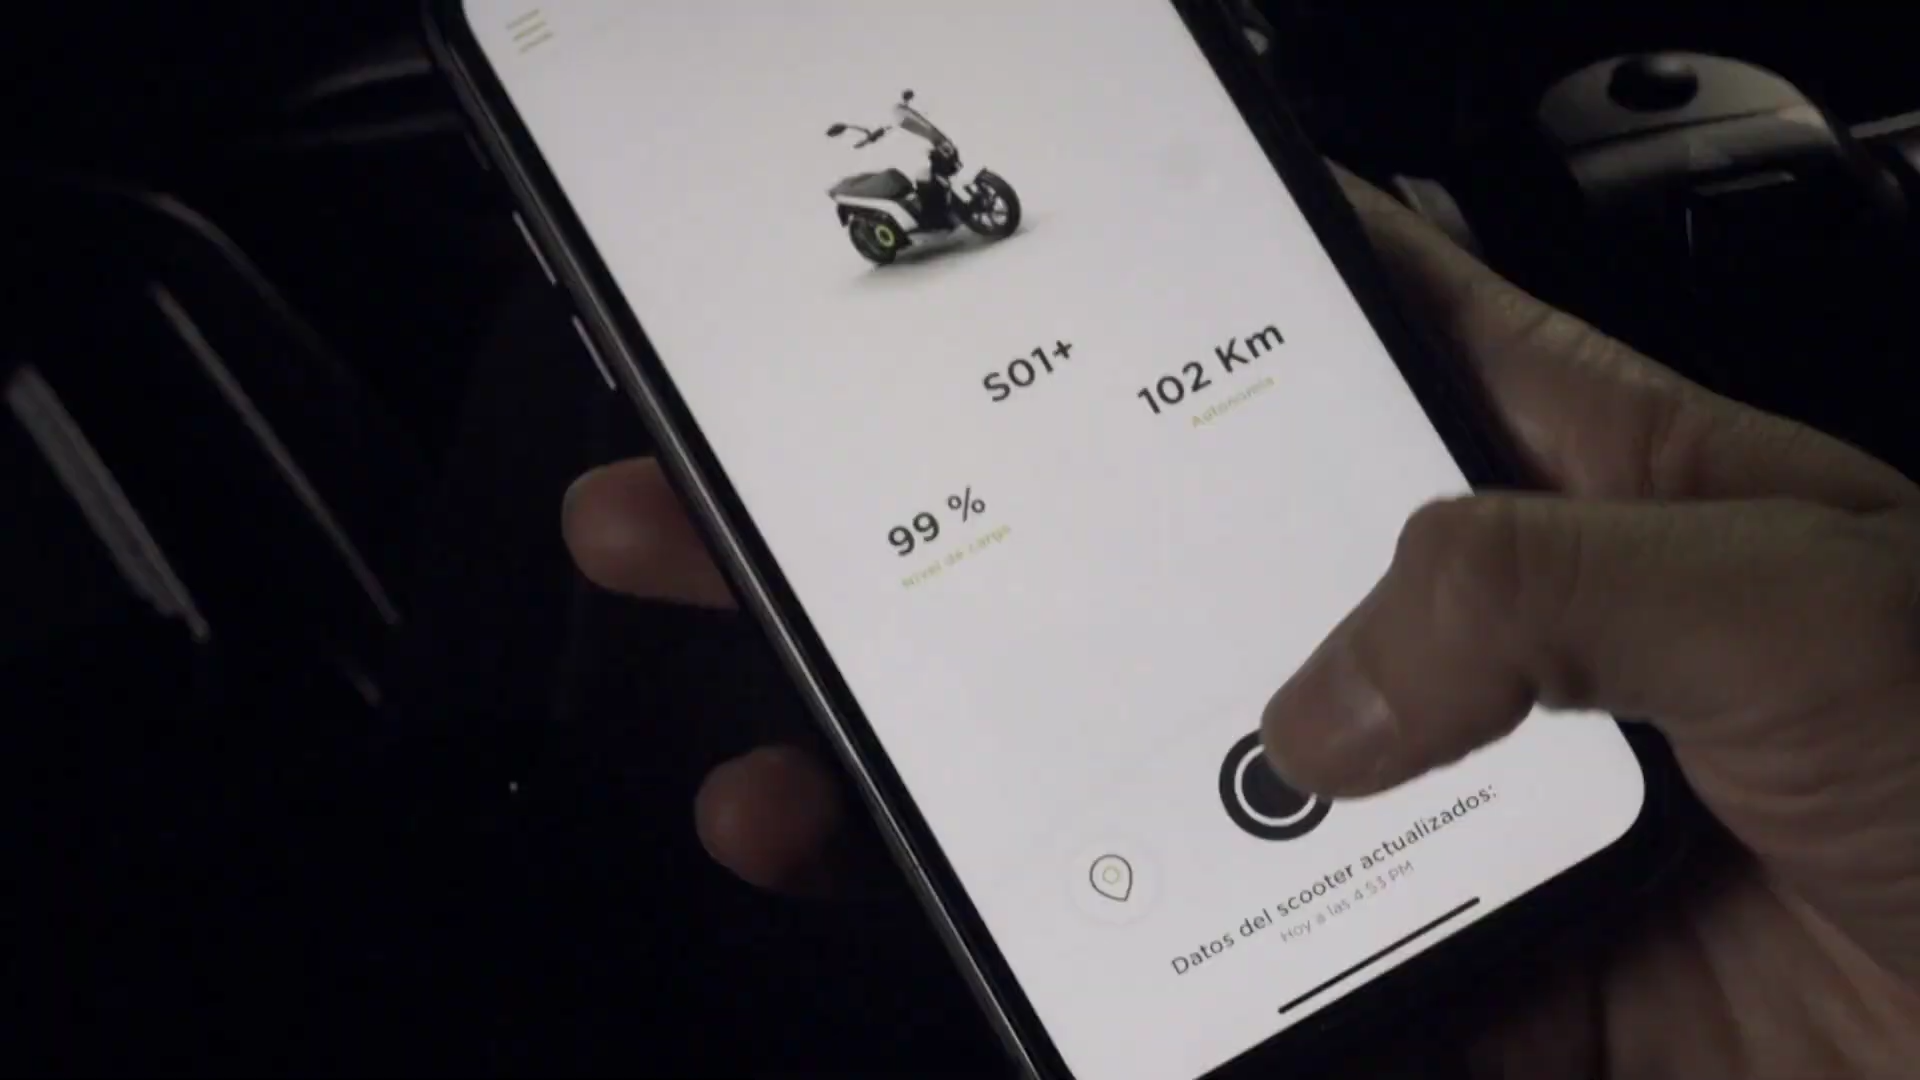 S01+
102 Km
Autonomía
99 %
Nivel de carga
Datos del scooter actualizados:
Hoy a las 4:53 PM